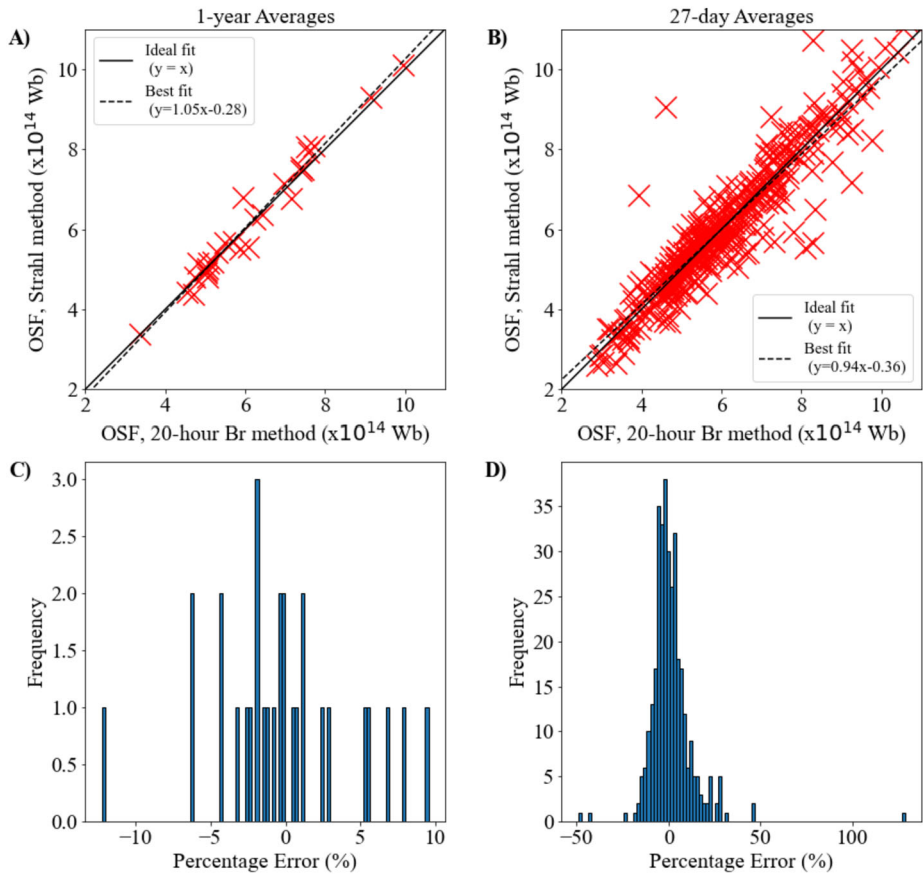 1-year Averages
A)
Ideal fit
(y = x)
Best fit
(y=1.05x-0.28)
OSF, Strahl method (x10¹⁴ Wb)
10
8
6
4
2
2 4 6 8 10
OSF, 20-hour Br method (x10¹⁴ Wb)
27-day Averages
B)
OSF, Strahl method (x10¹⁴ Wb)
10
8
6
4
2
Ideal fit
(y = x)
Best fit
(y=0.94x-0.36)
2 4 6 8 10
OSF, 20-hour Br method (x10¹⁴ Wb)
C)
Frequency
3.0
2.5
2.0
1.5
1.0
0.5
0.0
−10 −5 0 5 10
Percentage Error (%)
D)
Frequency
35
30
25
20
15
10
5
0
−50 0 50 100
Percentage Error (%)